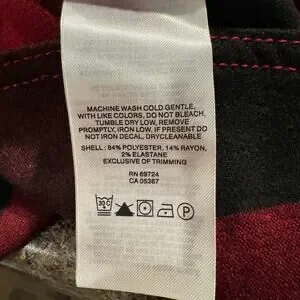 MACHINE WASH COLD GENTLE,
WITH LIKE COLORS, DO NOT BLEACH,
TUMBLE DRY LOW, REMOVE
PROMPTLY, IRON LOW, IF PRESENT DO
NOT IRON DECAL, DRYCLEANABLE
SHELL : 84% POLYESTER, 14% RAYON,
2% ELASTANE
EXCLUSIVE OF TRIMMING
RN 69724
CA 05367
30°C P